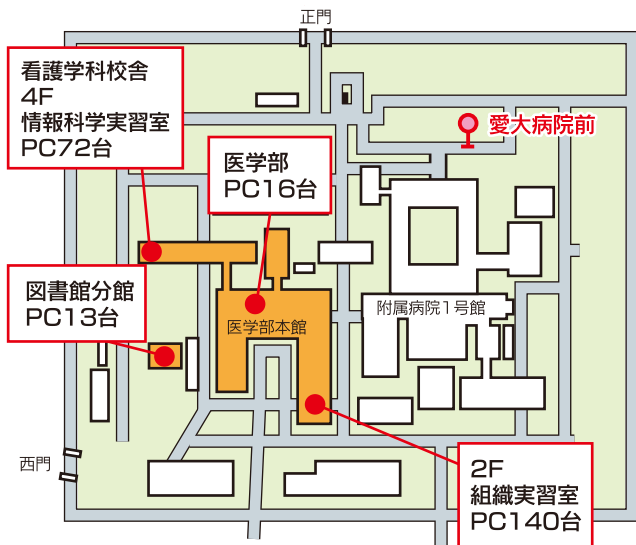 正門
看護学科校舎
4F
情報科学実習室
PC72台
愛大病院前
医学部
PC16台
図書館分館
PC13台
附属病院1号館
医学部本館
西門
2F
組織実習室
PC140台